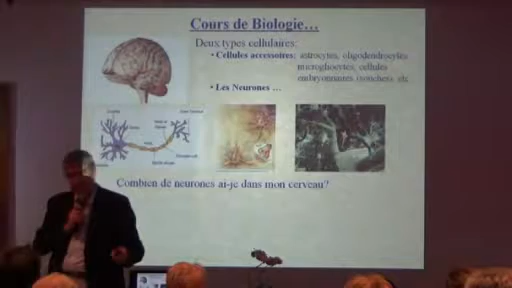 Cours de Biologie…
Deux types cellulaires:
• Cellules accessoires: astrocytes, oligodendrocytes
microgliocytes, cellules
embryonnaires (souches), etc
• Les Neurones …
Combien de neurones ai-je dans mon cerveau?